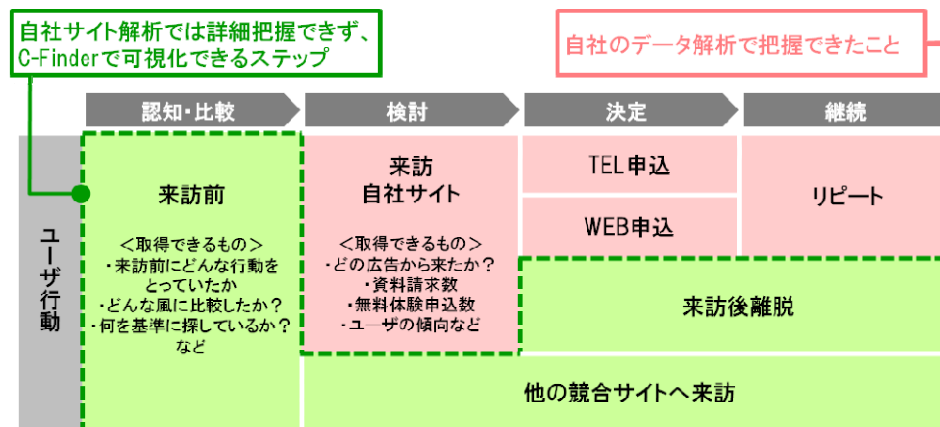 自社サイト解析では詳細把握できず、
C-Finderで可視化できるステップ
自社のデータ解析で把握できたこと
認知・比較
検討
決定
継続
ユーザ行動
来訪前
＜取得できるもの＞
・来訪前にどんな行動を
とっていたか
・どんな風に比較したか？
・何を基準に探しているか？
など
来訪
自社サイト
＜取得できるもの＞
・どの広告から来たか？
・資料請求数
・無料体験申込数
・ユーザの傾向など
TEL申込
WEB申込
リピート
来訪後離脱
他の競合サイトへ来訪